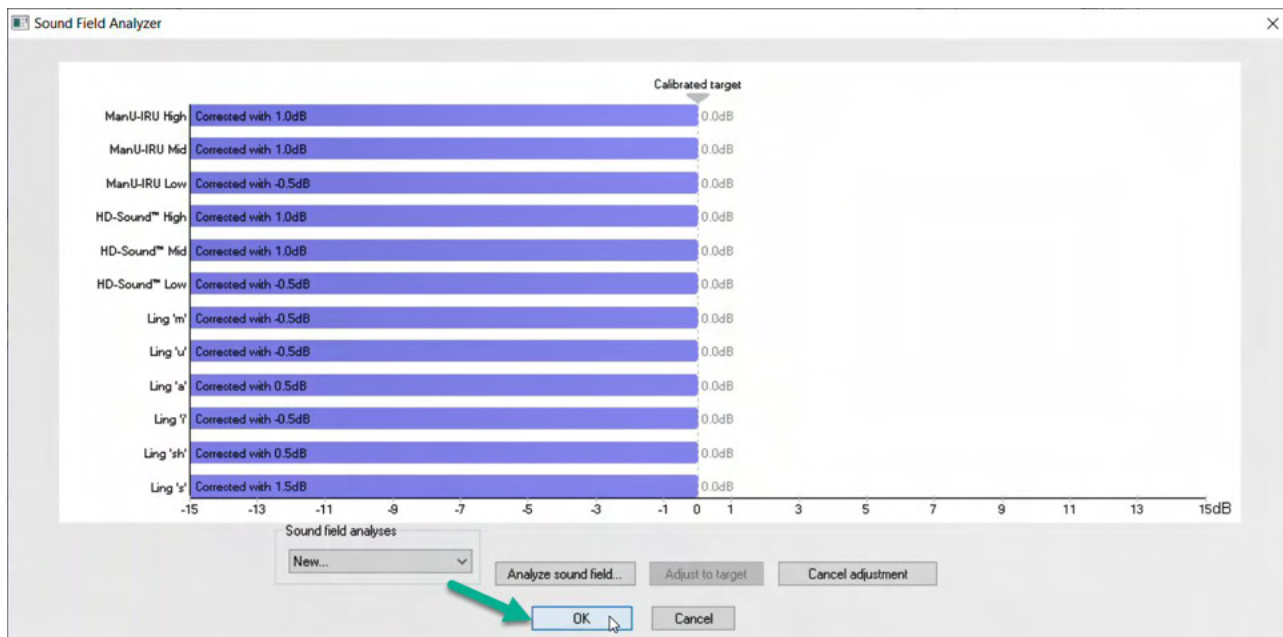 Sound Field Analyzer
Calibrated target
ManU-IRU High Corrected with 1.0dB 0.0dB
ManU-IRU Mid Corrected with 1.0dB 0.0dB
ManU-IRU Low Corrected with -0.5dB 0.0dB
HD-Sound™ High Corrected with 1.0dB 0.0dB
HD-Sound™ Mid Corrected with 1.0dB 0.0dB
HD-Sound™ Low Corrected with -0.5dB 0.0dB
Ling 'm' Corrected with -0.5dB 0.0dB
Ling 'u' Corrected with -0.5dB 0.0dB
Ling 'a' Corrected with 0.5dB 0.0dB
Ling 'i' Corrected with -0.5dB 0.0dB
Ling 'sh' Corrected with 0.5dB 0.0dB
Ling 's' Corrected with 1.5dB 0.0dB
-15 -13 -11 -9 -7 -5 -3 -1 0 1 3 5 7 9 11 13 15dB
Sound field analyses
New...
Analyze sound field... Adjust to target Cancel adjustment
OK Cancel